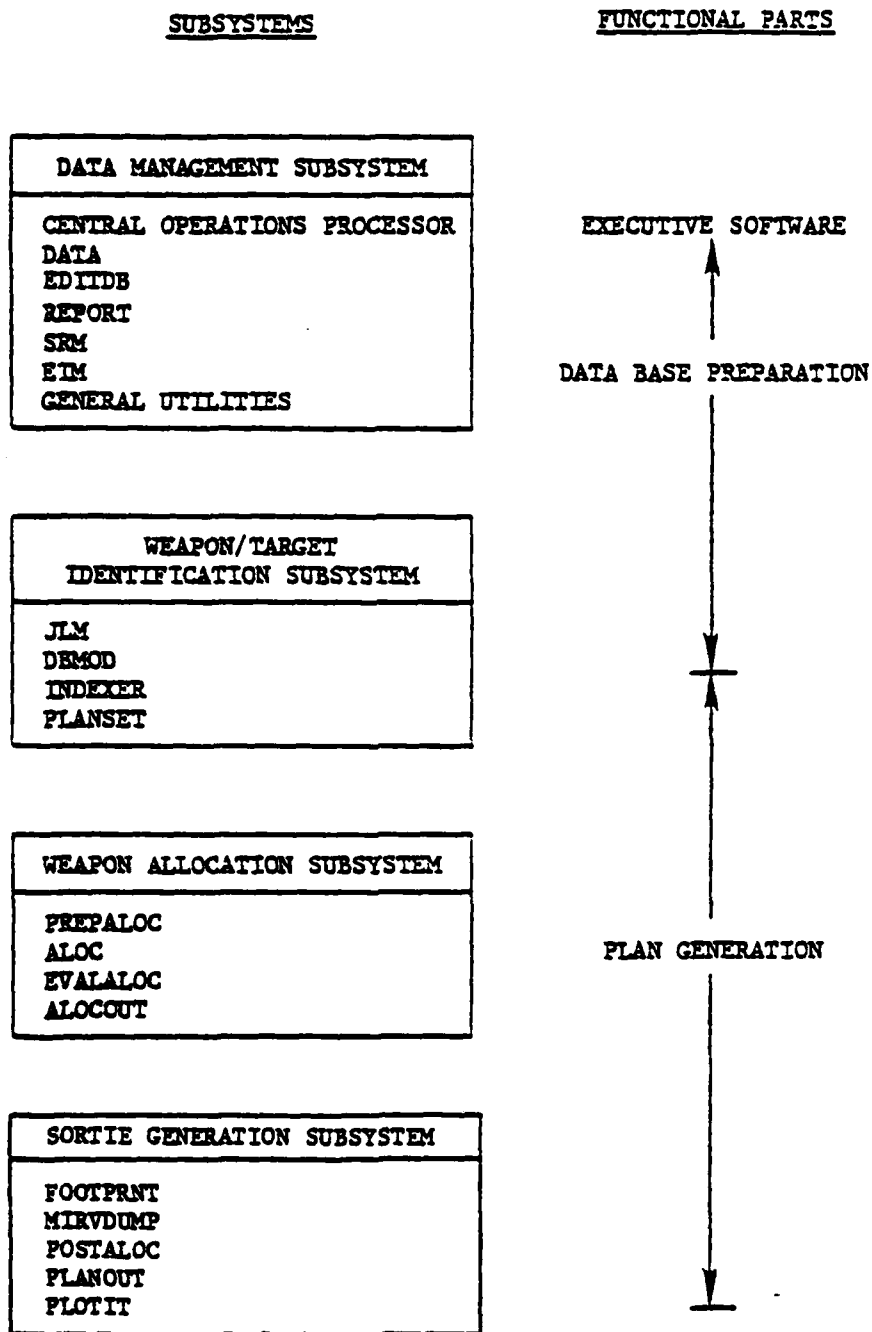 SUBSYSTEMS
FUNCTIONAL PARTS
DATA MANAGEMENT SUBSYSTEM
CENTRAL OPERATIONS PROCESSOR
DATA
EDITDB
REPORT
SRM
EIM
GENERAL UTILITIES
EXECUTIVE SOFTWARE
DATA BASE PREPARATION
WEAPON/TARGET
IDENTIFICATION SUBSYSTEM
JLM
DBMOD
INDEXER
PLANSET
WEAPON ALLOCATION SUBSYSTEM
PREPALOC
ALOC
EVALALOC
ALOCOUT
PLAN GENERATION
SORTIE GENERATION SUBSYSTEM
FOOTPRNT
MIRVDUMP
POSTALOC
PLANOUT
PLOTIT